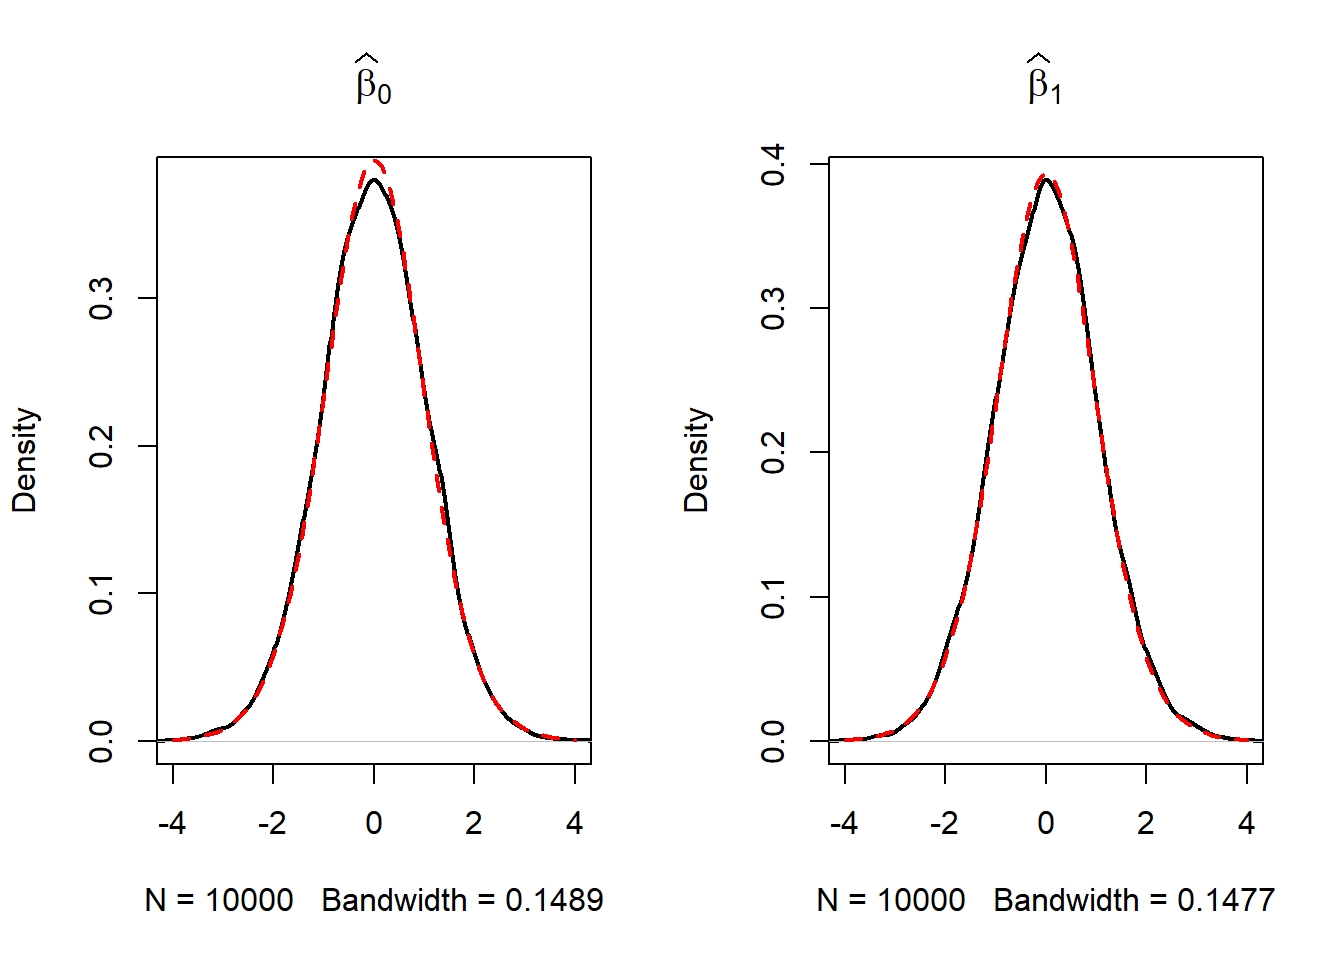 β̂₀
Density
0.0 0.1 0.2 0.3
-4 -2 0 2 4
N = 10000 Bandwidth = 0.1489
β̂₁
Density
0.0 0.1 0.2 0.3 0.4
-4 -2 0 2 4
N = 10000 Bandwidth = 0.1477